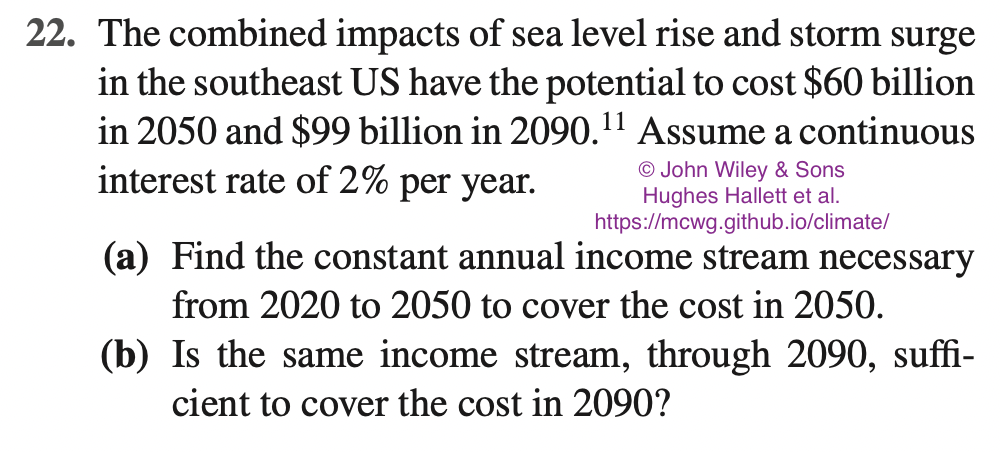 22. The combined impacts of sea level rise and storm surge
in the southeast US have the potential to cost $60 billion
in 2050 and $99 billion in 2090.¹¹ Assume a continuous
interest rate of 2% per year.
© John Wiley & Sons
Hughes Hallett et al.
https://mcwg.github.io/climate/
(a) Find the constant annual income stream necessary
from 2020 to 2050 to cover the cost in 2050.
(b) Is the same income stream, through 2090, suffi-
cient to cover the cost in 2090?